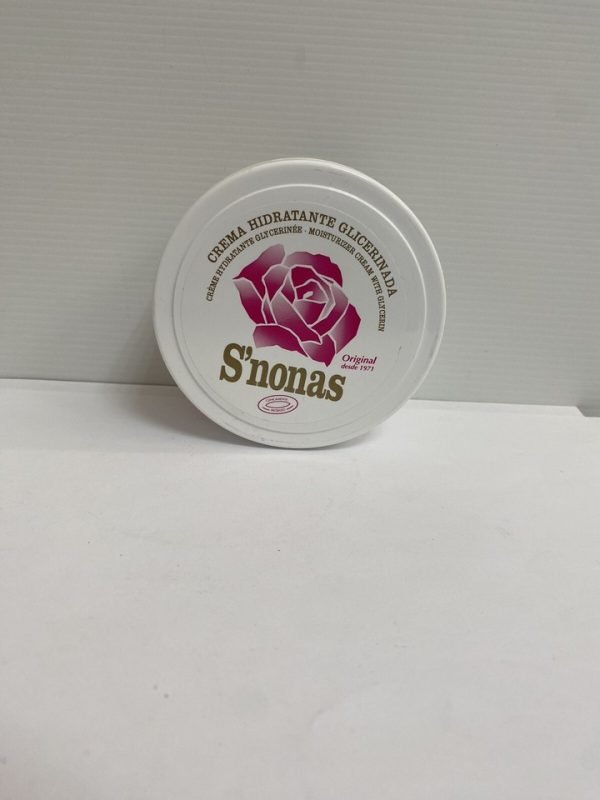 CREMA HIDRATANTE GLICERINADA
CRÈME HYDRATANTE GLYCERINÉE - MOISTURIZER CREAM WITH GLYCERIN
Original
desde 1971
S'nonas